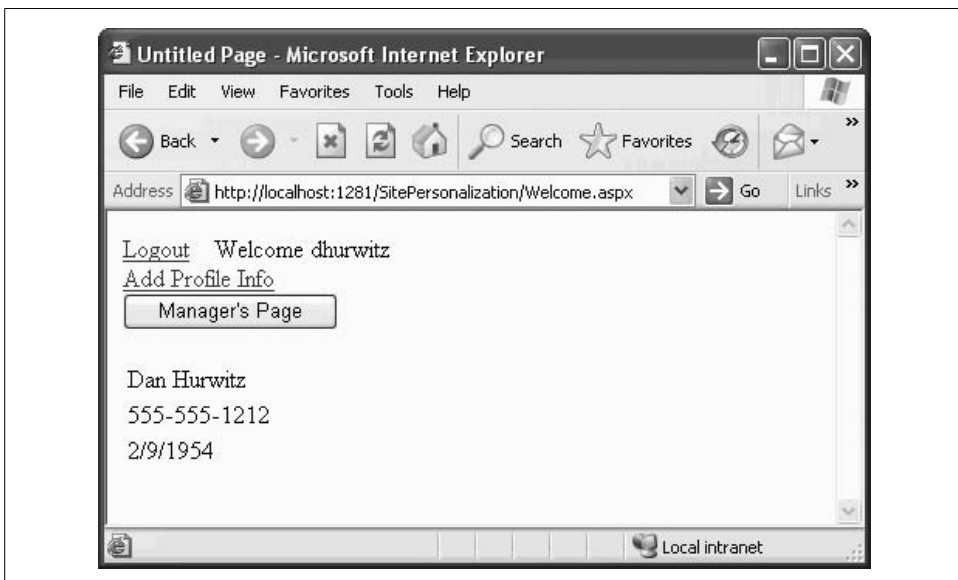 Untitled Page - Microsoft Internet Explorer
File Edit View Favorites Tools Help
Back Search Favorites »
Address http://localhost:1281/SitePersonalization/Welcome.aspx Go Links »
Logout Welcome dhurwitz
Add Profile Info
Manager's Page
Dan Hurwitz
555-555-1212
2/9/1954
Local intranet